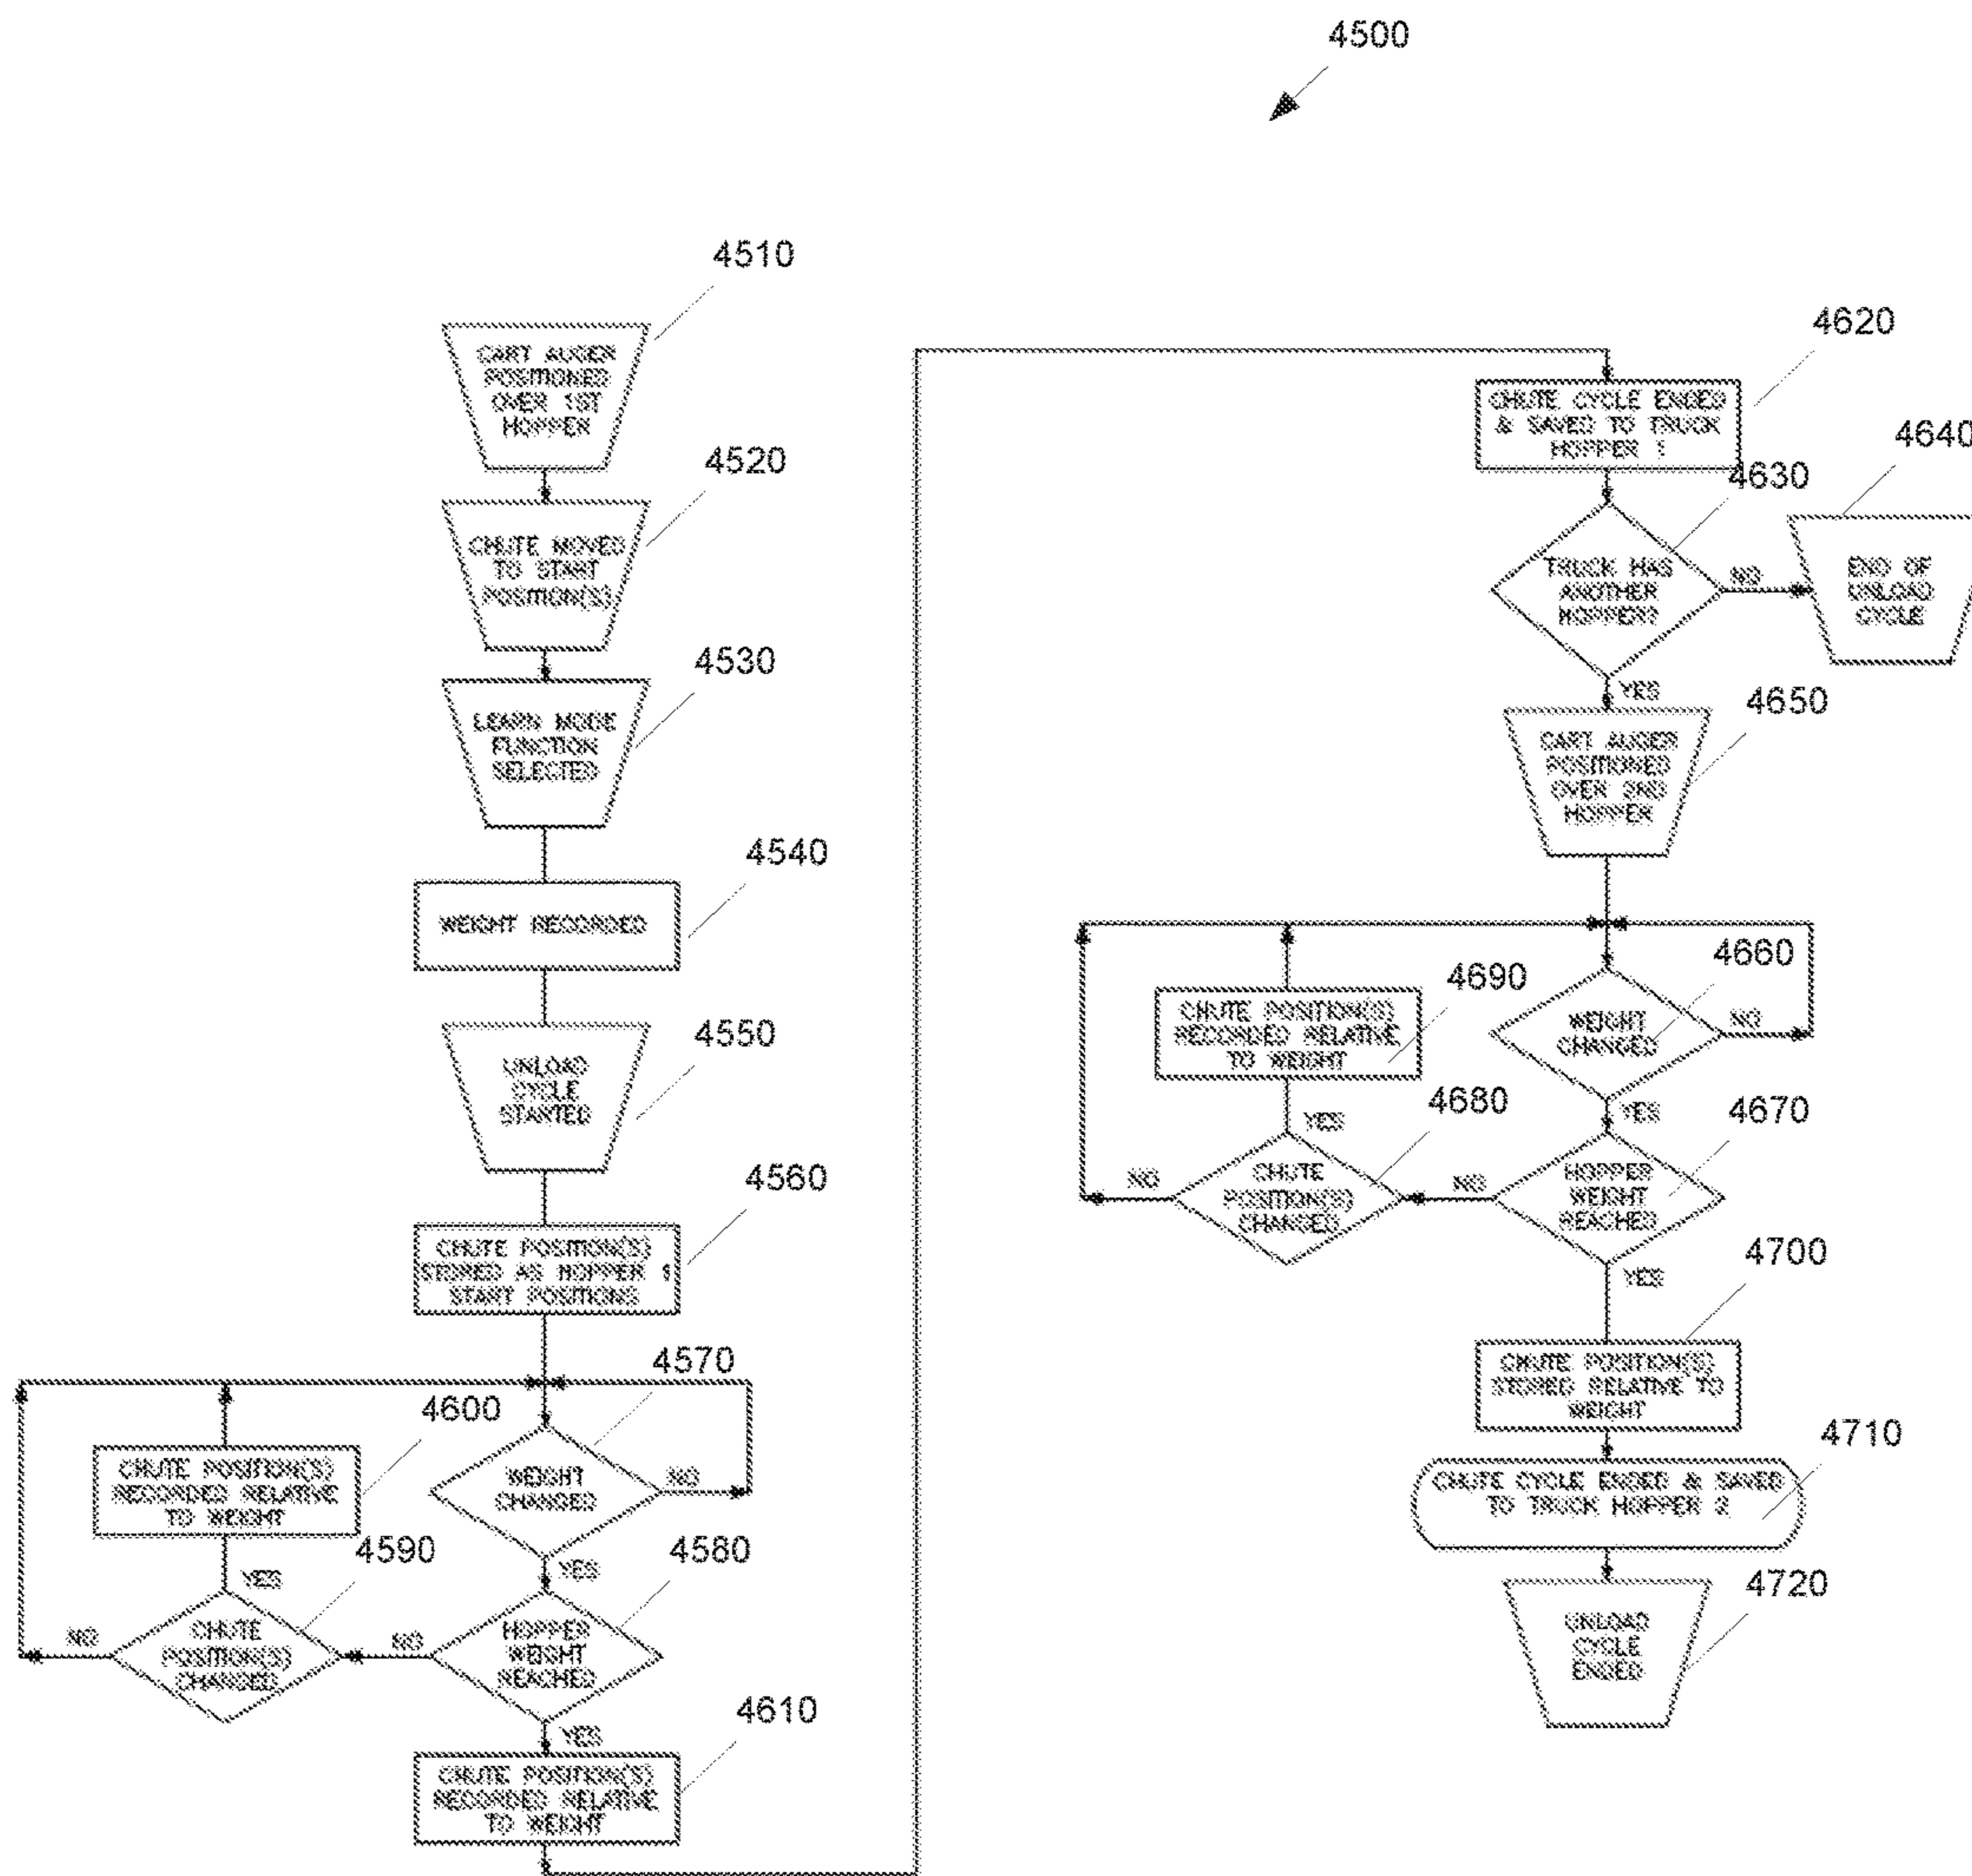 4500
4510
CART AUGER
POSITIONED
OVER 1ST
HOPPER
4520
CHUTE MOVED
TO START
POSITION(S)
4530
LEARN MODE
FUNCTION
SELECTED
4540
WEIGHT RECORDED
4550
UNLOAD
CYCLE
STARTED
4560
CHUTE POSITION(S)
STORED AS HOPPER 1
START POSITIONS
4570
WEIGHT
CHANGED
NO
YES
4600
CHUTE POSITION(S)
RECORDED RELATIVE
TO WEIGHT
4590
YES
CHUTE
POSITION(S)
CHANGED
NO
4580
HOPPER
WEIGHT
REACHED
NO
YES
4610
CHUTE POSITION(S)
RECORDED RELATIVE
TO WEIGHT
4620
CHUTE CYCLE ENDED
& SAVED TO TRUCK
HOPPER 1
4630
TRUCK HAS
ANOTHER
HOPPER?
NO
YES
4640
END OF
UNLOAD
CYCLE
4650
CART AUGER
POSITIONED
OVER 2ND
HOPPER
4660
WEIGHT
CHANGED
NO
YES
4690
CHUTE POSITION(S)
RECORDED RELATIVE
TO WEIGHT
4680
YES
CHUTE
POSITION(S)
CHANGED
NO
4670
HOPPER
WEIGHT
REACHED
NO
YES
4700
CHUTE POSITION(S)
STORED RELATIVE TO
WEIGHT
4710
CHUTE CYCLE ENDED & SAVED
TO TRUCK HOPPER 2
4720
UNLOAD
CYCLE
ENDED